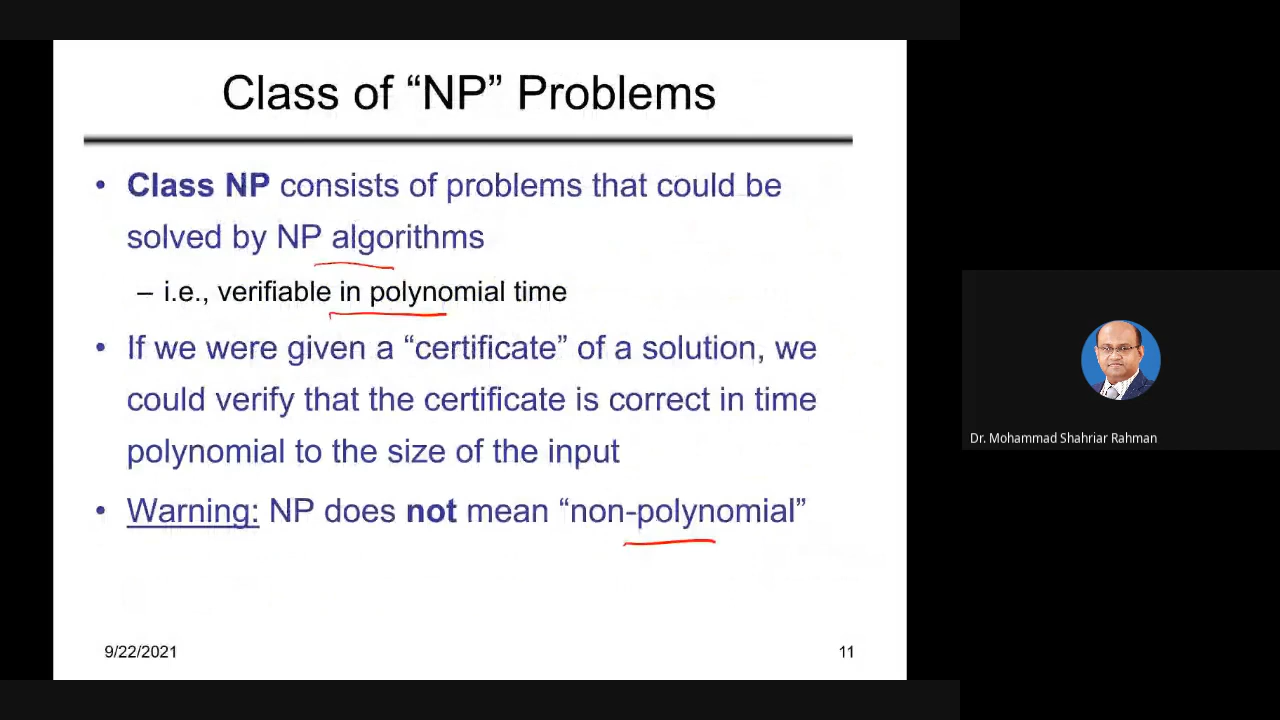 Class of “NP” Problems
• Class NP consists of problems that could be
solved by NP algorithms
– i.e., verifiable in polynomial time
• If we were given a “certificate” of a solution, we
could verify that the certificate is correct in time
polynomial to the size of the input
• Warning: NP does not mean “non-polynomial”
9/22/2021
11
Dr. Mohammad Shahriar Rahman